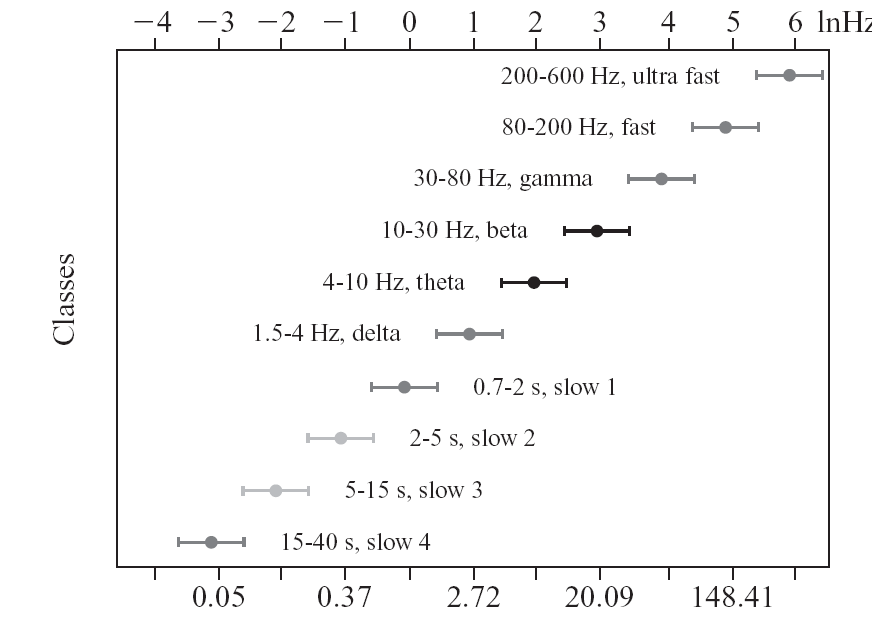 −4 −3 −2 −1 0 1 2 3 4 5 6 lnHz
200-600 Hz, ultra fast
80-200 Hz, fast
30-80 Hz, gamma
10-30 Hz, beta
4-10 Hz, theta
1.5-4 Hz, delta
0.7-2 s, slow 1
2-5 s, slow 2
5-15 s, slow 3
15-40 s, slow 4
Classes
0.05 0.37 2.72 20.09 148.41